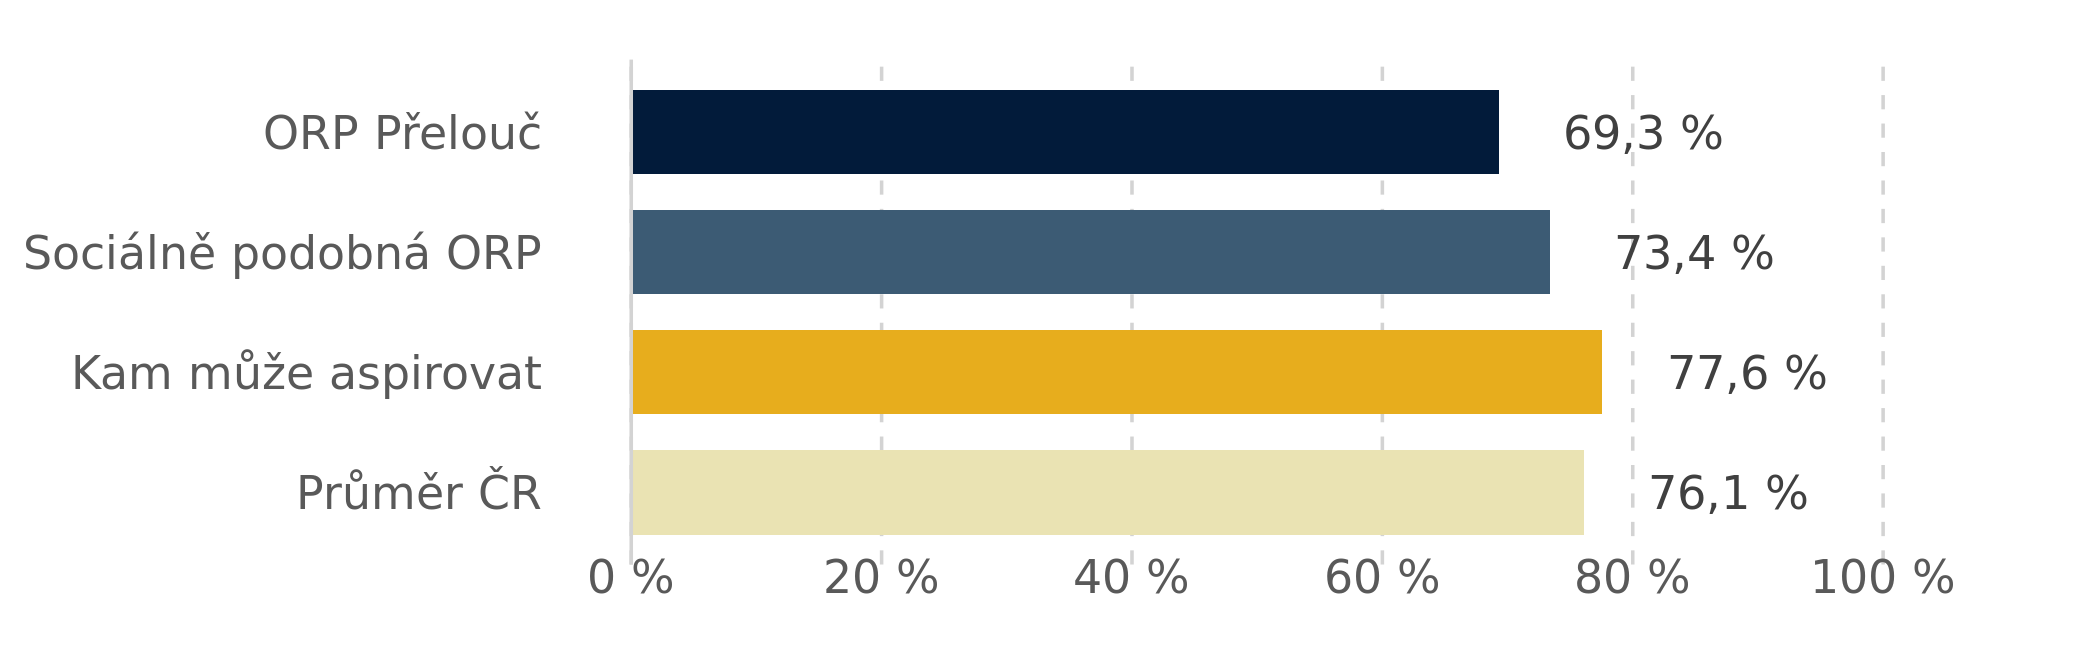 ORP Přelouč 69,3 %
Sociálně podobná ORP 73,4 %
Kam může aspirovat 77,6 %
Průměr ČR 76,1 %
0 % 20 % 40 % 60 % 80 % 100 %